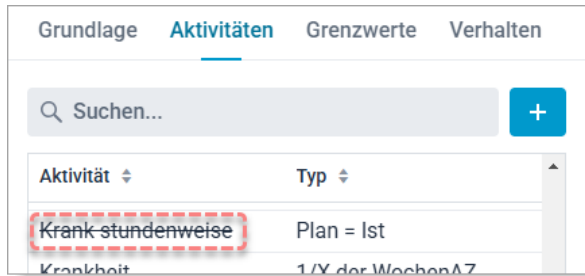 Grundlage Aktivitäten Grenzwerte Verhalten
Suchen...
+
Aktivität Typ
Krank stundenweise Plan = Ist
Krankheit 1/X der WochenAZ